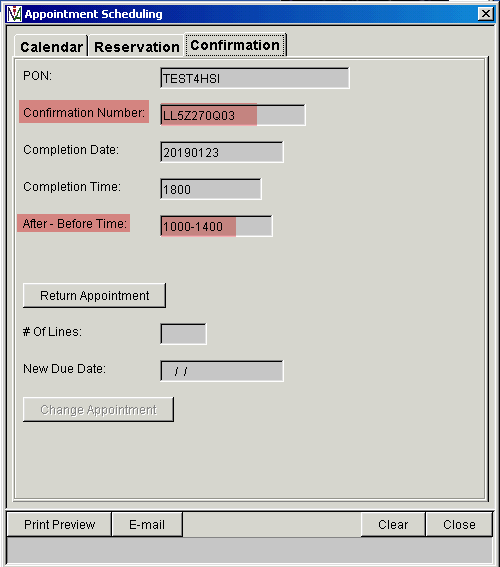 Appointment Scheduling
Calendar Reservation Confirmation
PON: TEST4HSI
Confirmation Number: LL5Z270Q03
Completion Date: 20190123
Completion Time: 1800
After - Before Time: 1000-1400
Return Appointment
# Of Lines:
New Due Date: / /
Change Appointment
Print Preview E-mail Clear Close